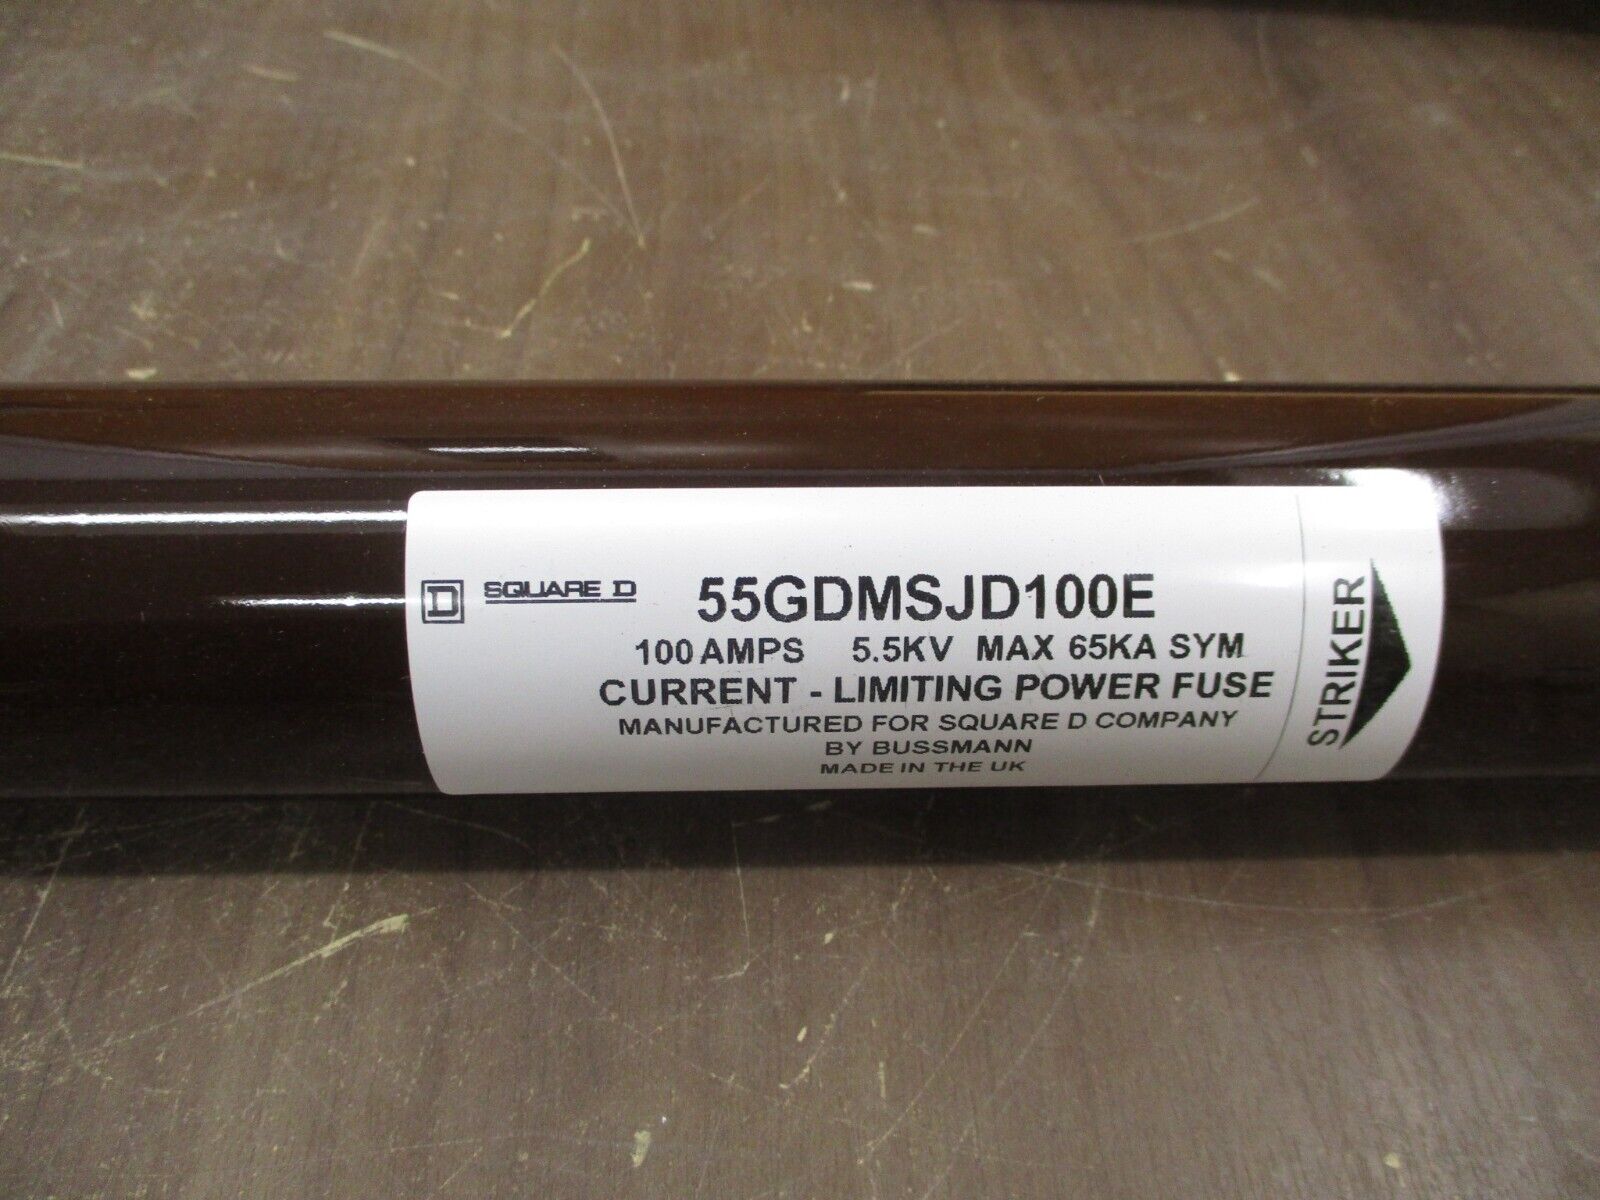 D SQUARE D 55GDMSJD100E
100 AMPS 5.5KV MAX 65KA SYM
CURRENT - LIMITING POWER FUSE
MANUFACTURED FOR SQUARE D COMPANY
BY BUSSMANN
MADE IN THE UK
STRIKER